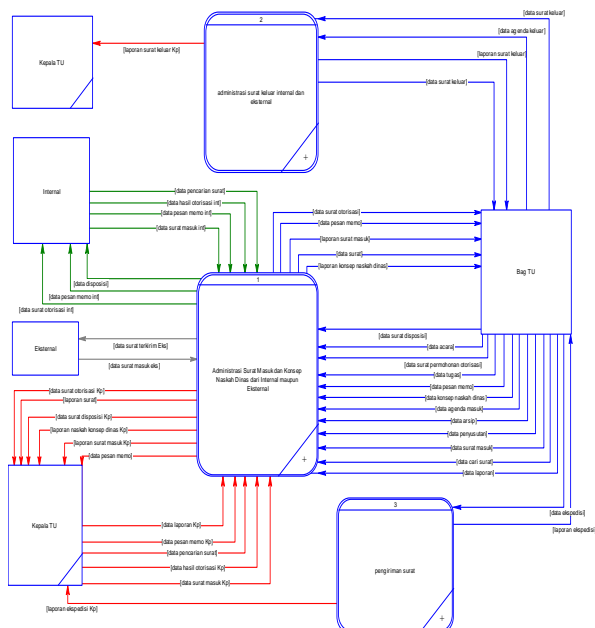 2
[data surat keluar]
[data agenda keluar]
[laporan surat keluar Kp]
[laporan surat keluar]
Kepala TU
[data surat keluar]
administrasi surat keluar internal dan
eksternal
+
Internal
[data pencarian surat]
[data hasil otorisasi int]
[data pesan memo int]
[data surat masuk int]
[data surat otorisasi]
[data pesan memo]
[laporan surat masuk]
[data surat]
[laporan konsep naskah dinas]
Bag TU
[data disposisi]
[data pesan memo int]
[data surat otorisasi int]
1
Eksternal
[data surat terkirim Eks]
[data surat masuk eks]
Administrasi Surat Masuk dan Konsep
Naskah Dinas dari Internal maupun
Eksternal
+
[data surat disposisi]
[data acara]
[data surat permohonan otorisasi]
[data tugas]
[data pesan memo]
[data konsep naskah dinas]
[data agenda masuk]
[data arsip]
[data penyusutan]
[data surat masuk]
[data cari surat]
[data laporan]
[data surat otorisasi Kp]
[laporan surat]
[data surat disposisi Kp]
[laporan naskah konsep dinas Kp]
[laporan surat masuk Kp]
[data pesan memo]
Kepala TU
[data laporan Kp]
[data pesan memo Kp]
[data pencarian surat]
[data hasil otorisasi Kp]
[data surat masuk Kp]
[laporan ekspedisi Kp]
3
[data ekspedisi]
[laporan ekspedisi
pengiriman surat
+